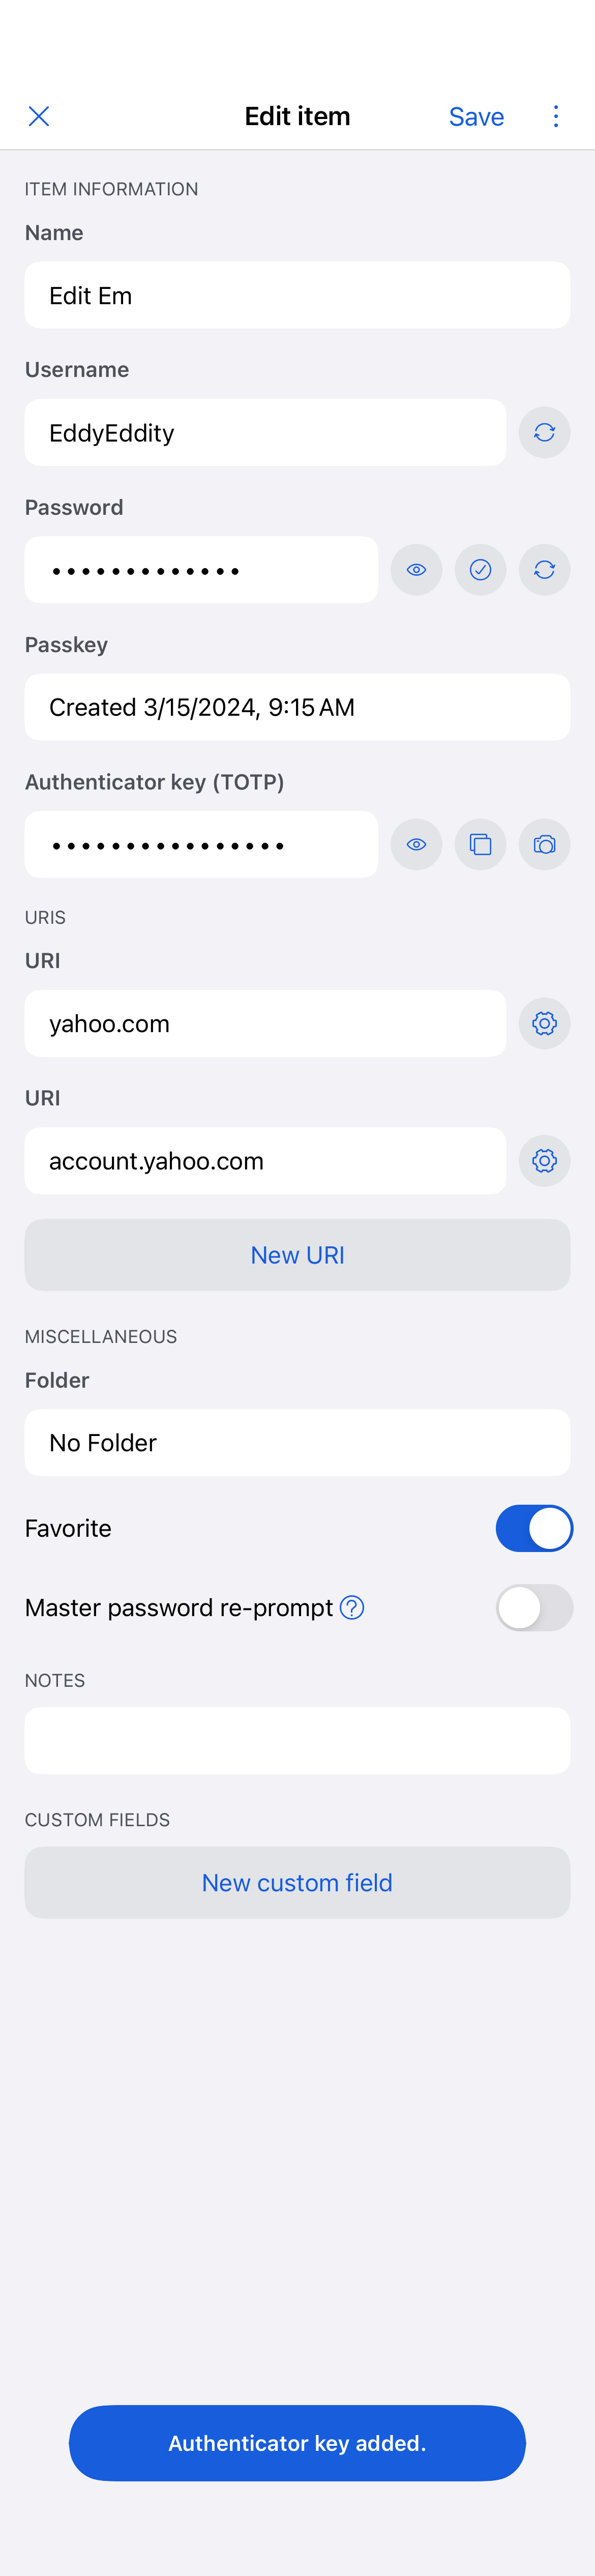 Edit item
Save
ITEM INFORMATION
Name
Edit Em
Username
EddyEddity
Password
•••••••••••••
Passkey
Created 3/15/2024, 9:15 AM
Authenticator key (TOTP)
••••••••••••••••
URIS
URI
yahoo.com
URI
account.yahoo.com
New URI
MISCELLANEOUS
Folder
No Folder
Favorite
Master password re-prompt ?
NOTES
CUSTOM FIELDS
New custom field
Authenticator key added.